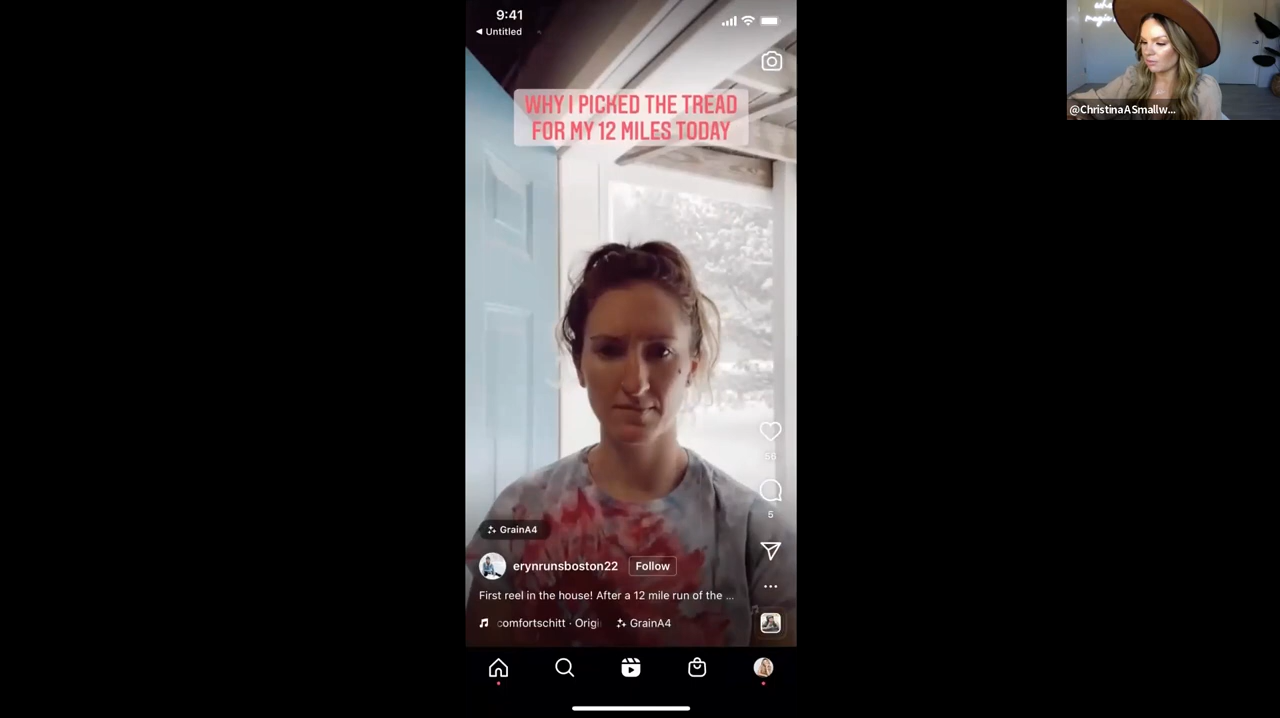 9:41
◀ Untitled
WHY I PICKED THE TREAD
FOR MY 12 MILES TODAY
56
5
GrainA4
erynrunsboston22 Follow
First reel in the house! After a 12 mile run of the ...
comfortschitt · Origi GrainA4
@ChristinaASmallw...